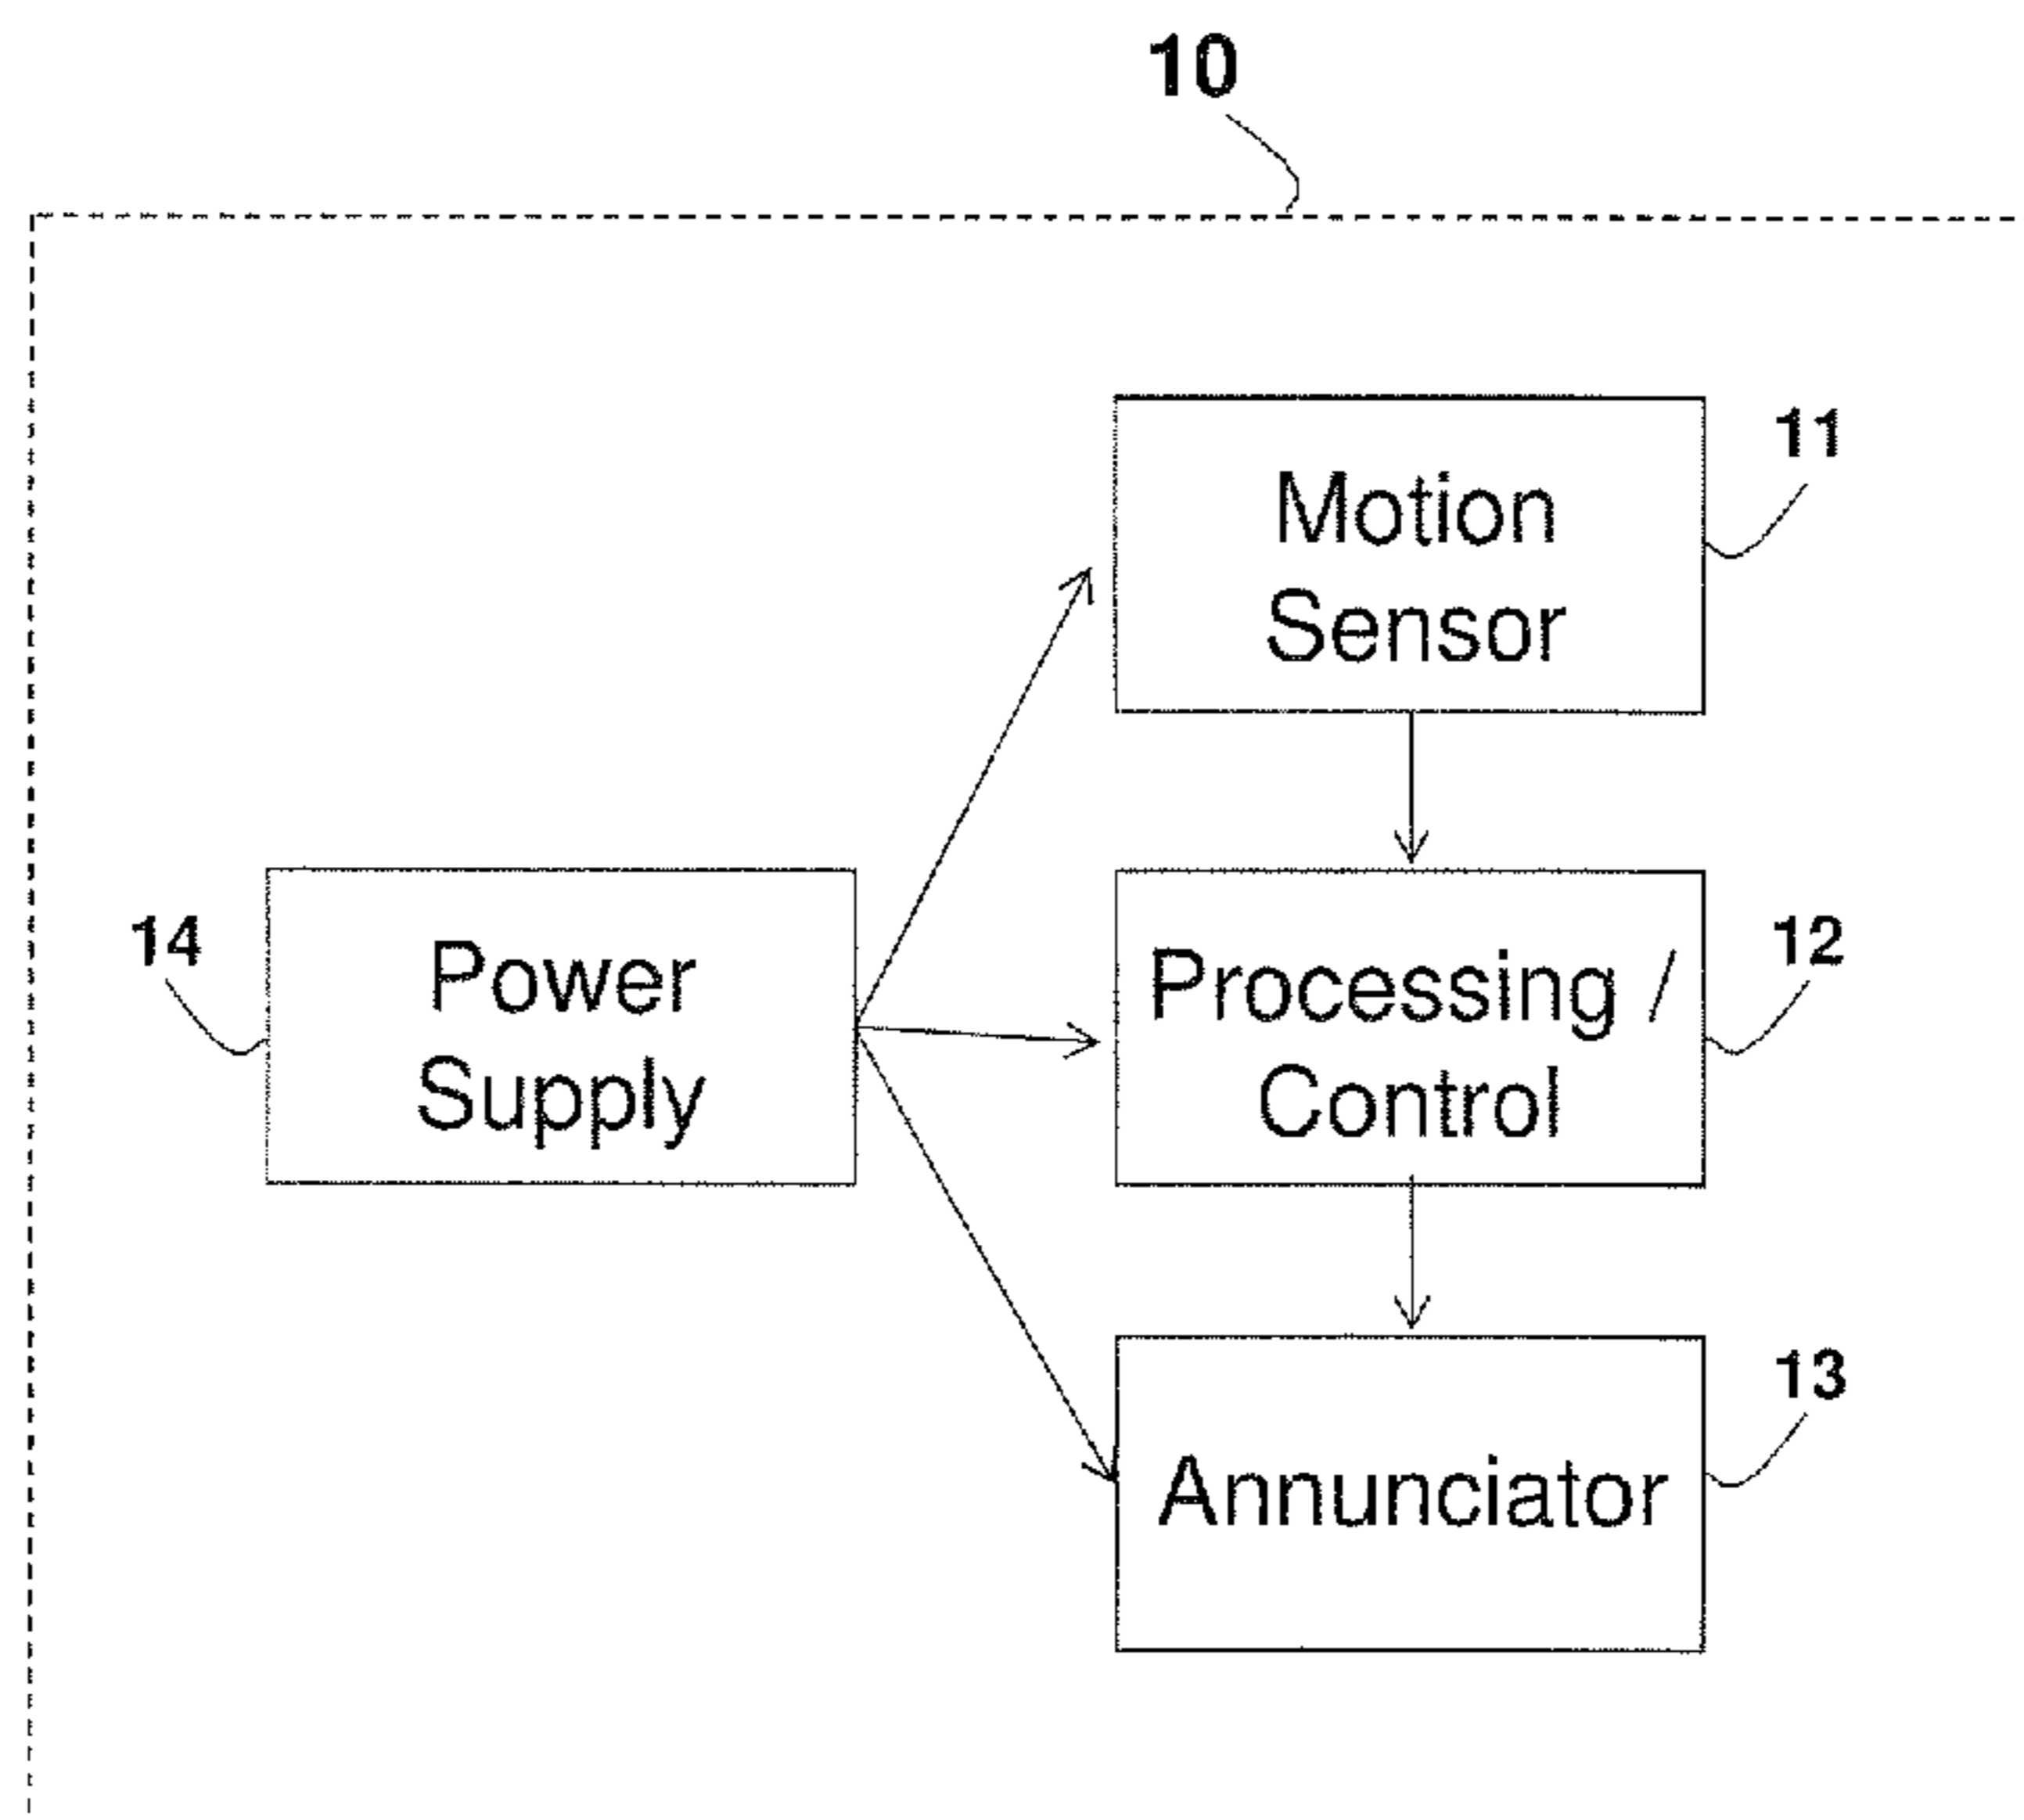 10
11
Motion
Sensor
14
Power
Supply
12
Processing /
Control
13
Annunciator